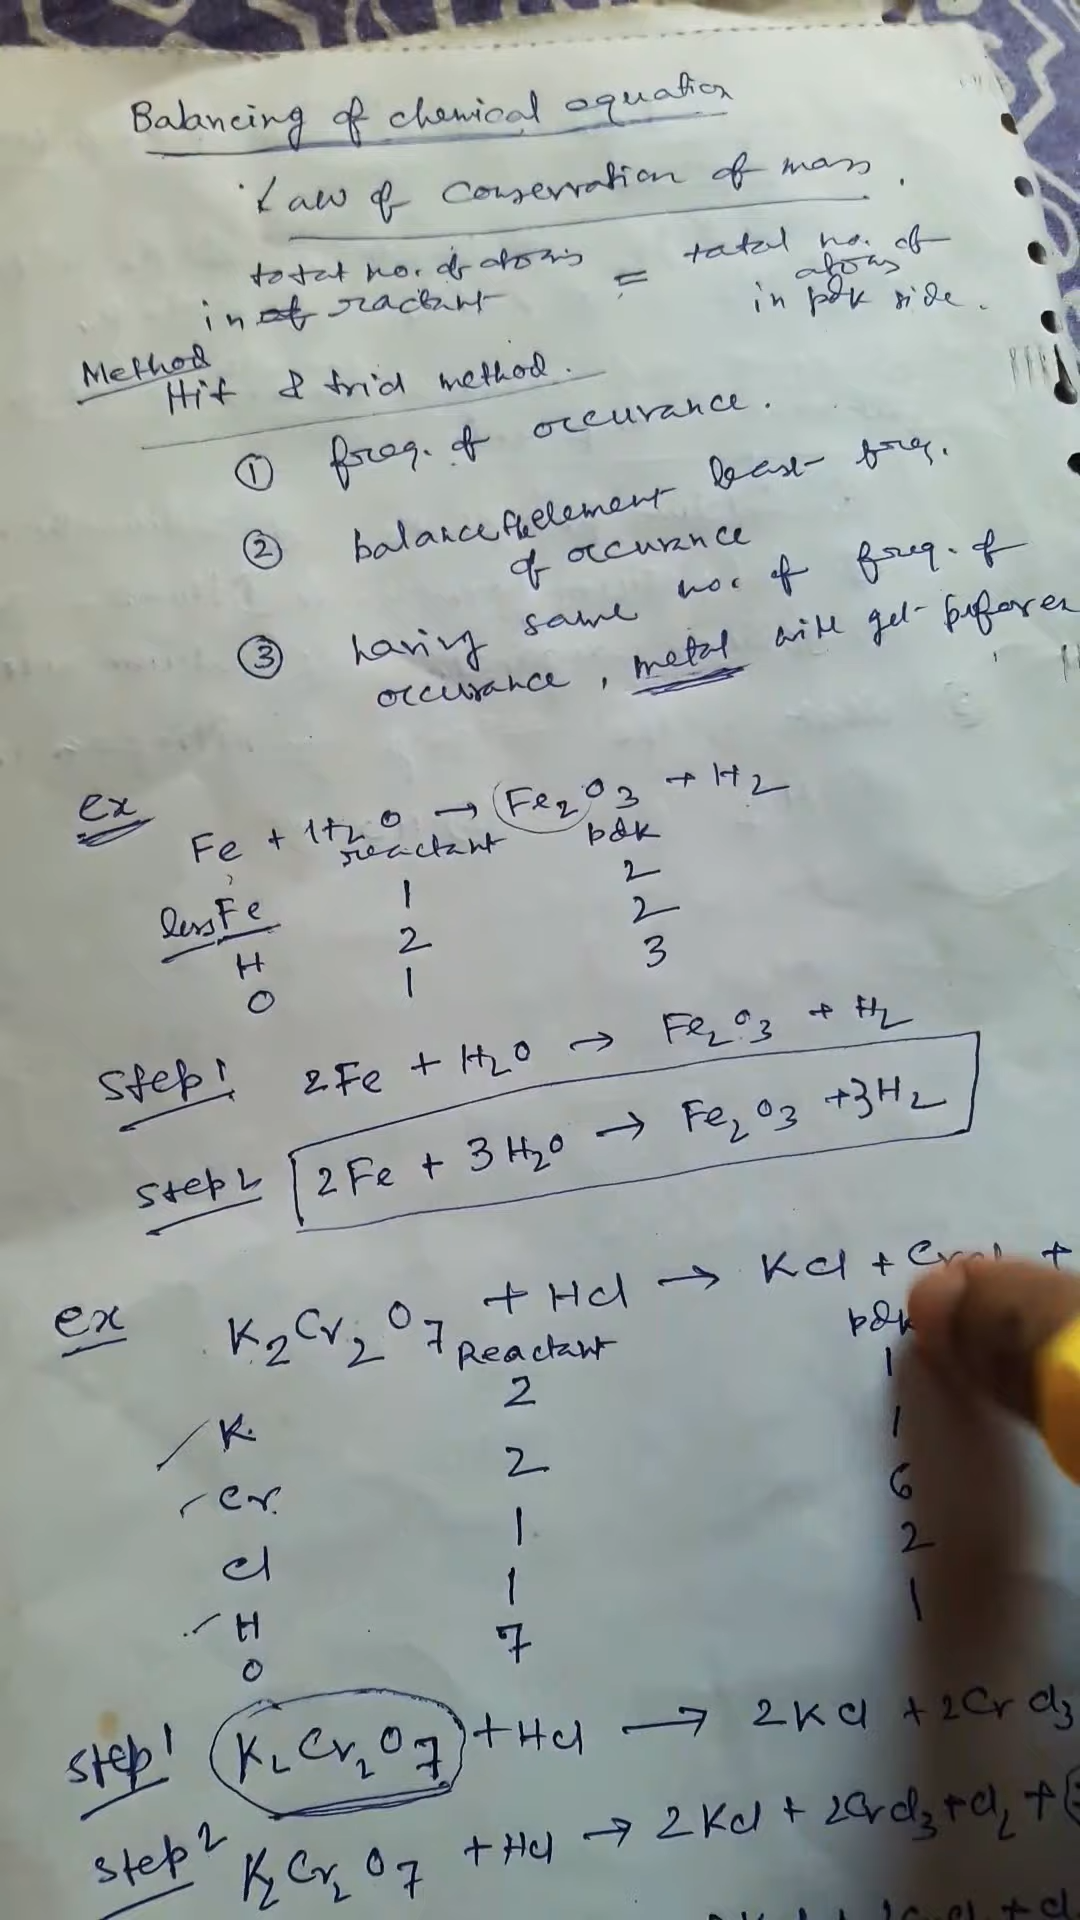 Balancing of chemical equation
Law of Conservation of mass.
total no. of atoms = total no. of
atoms
in reactant in pdk side.
Method
Hit & trial method.
① freq. of occurance.
② balance the element least freq.
of occurance
③ having same no. of freq. of
occurance, metal will get prefer
ex Fe + H2O → Fe2O3 + H2
reactant pdk
less Fe 1 2
H 2 2
O 1 3
Step 1 2Fe + H2O → Fe2O3 + H2
Step 2 2Fe + 3H2O → Fe2O3 + 3H2
ex K2Cr2O7 + HCl → KCl + +
Reactant pdk
K. 2 1
Cr. 2 1
Cl 1 6
H 1 2
O 7 1
Step 1 K2Cr2O7 + HCl → 2KCl + 2CrCl3
Step 2 K2Cr2O7 + HCl → 2KCl + 2CrCl3 + Cl2 +